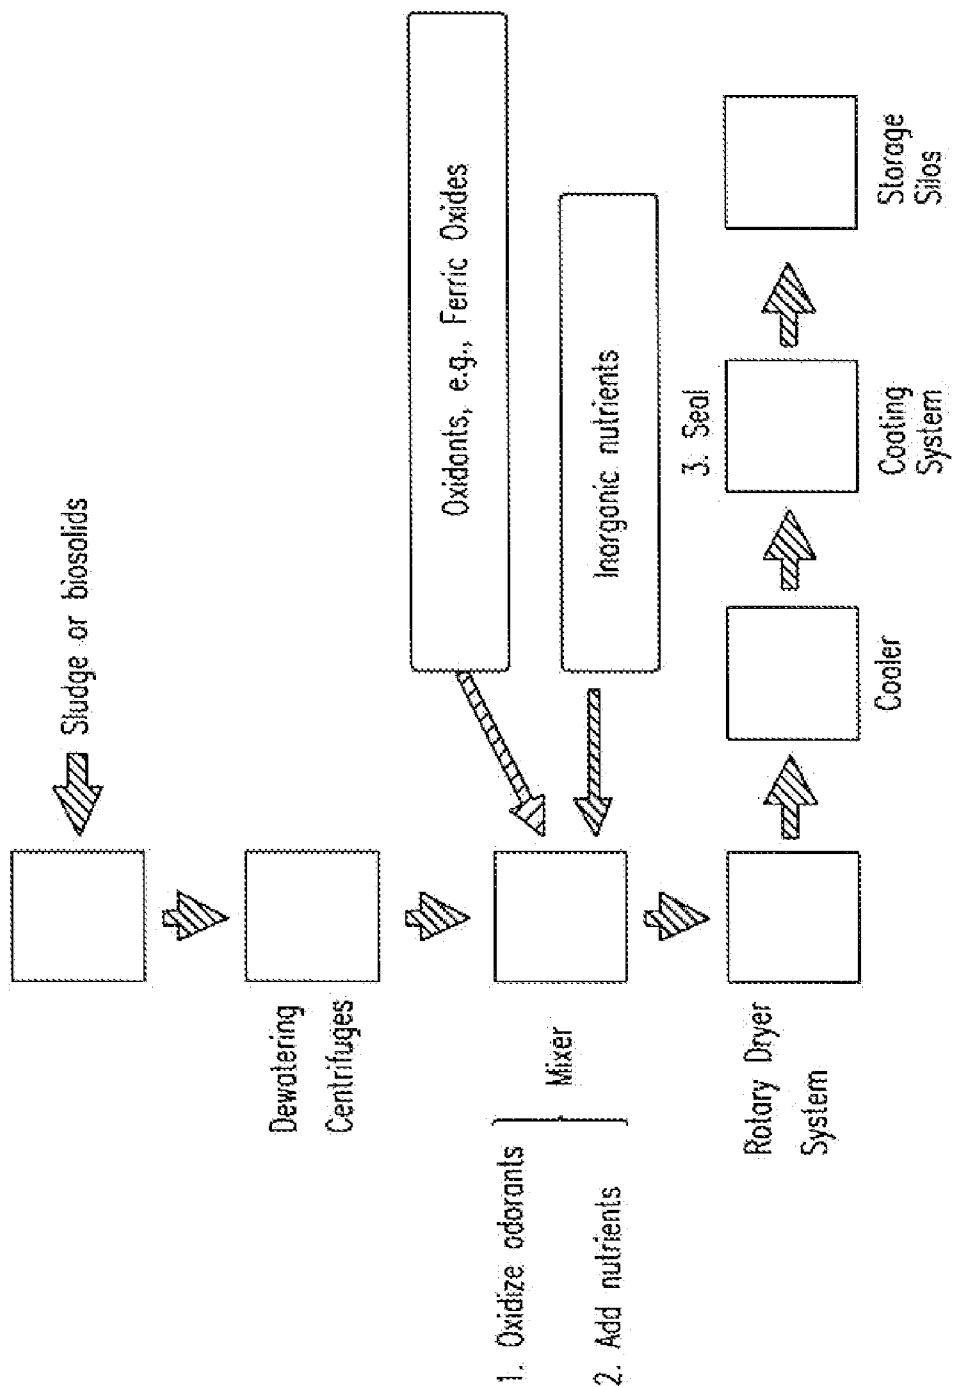 Sludge or biosolids
Dewatering
Centrifuges
Oxidants, e.g., Ferric Oxides
Inorganic nutrients
1. Oxidize odorants
2. Add nutrients
Mixer
Rotary Dryer
System
Cooler
3. Seal
Coating
System
Storage
Silos